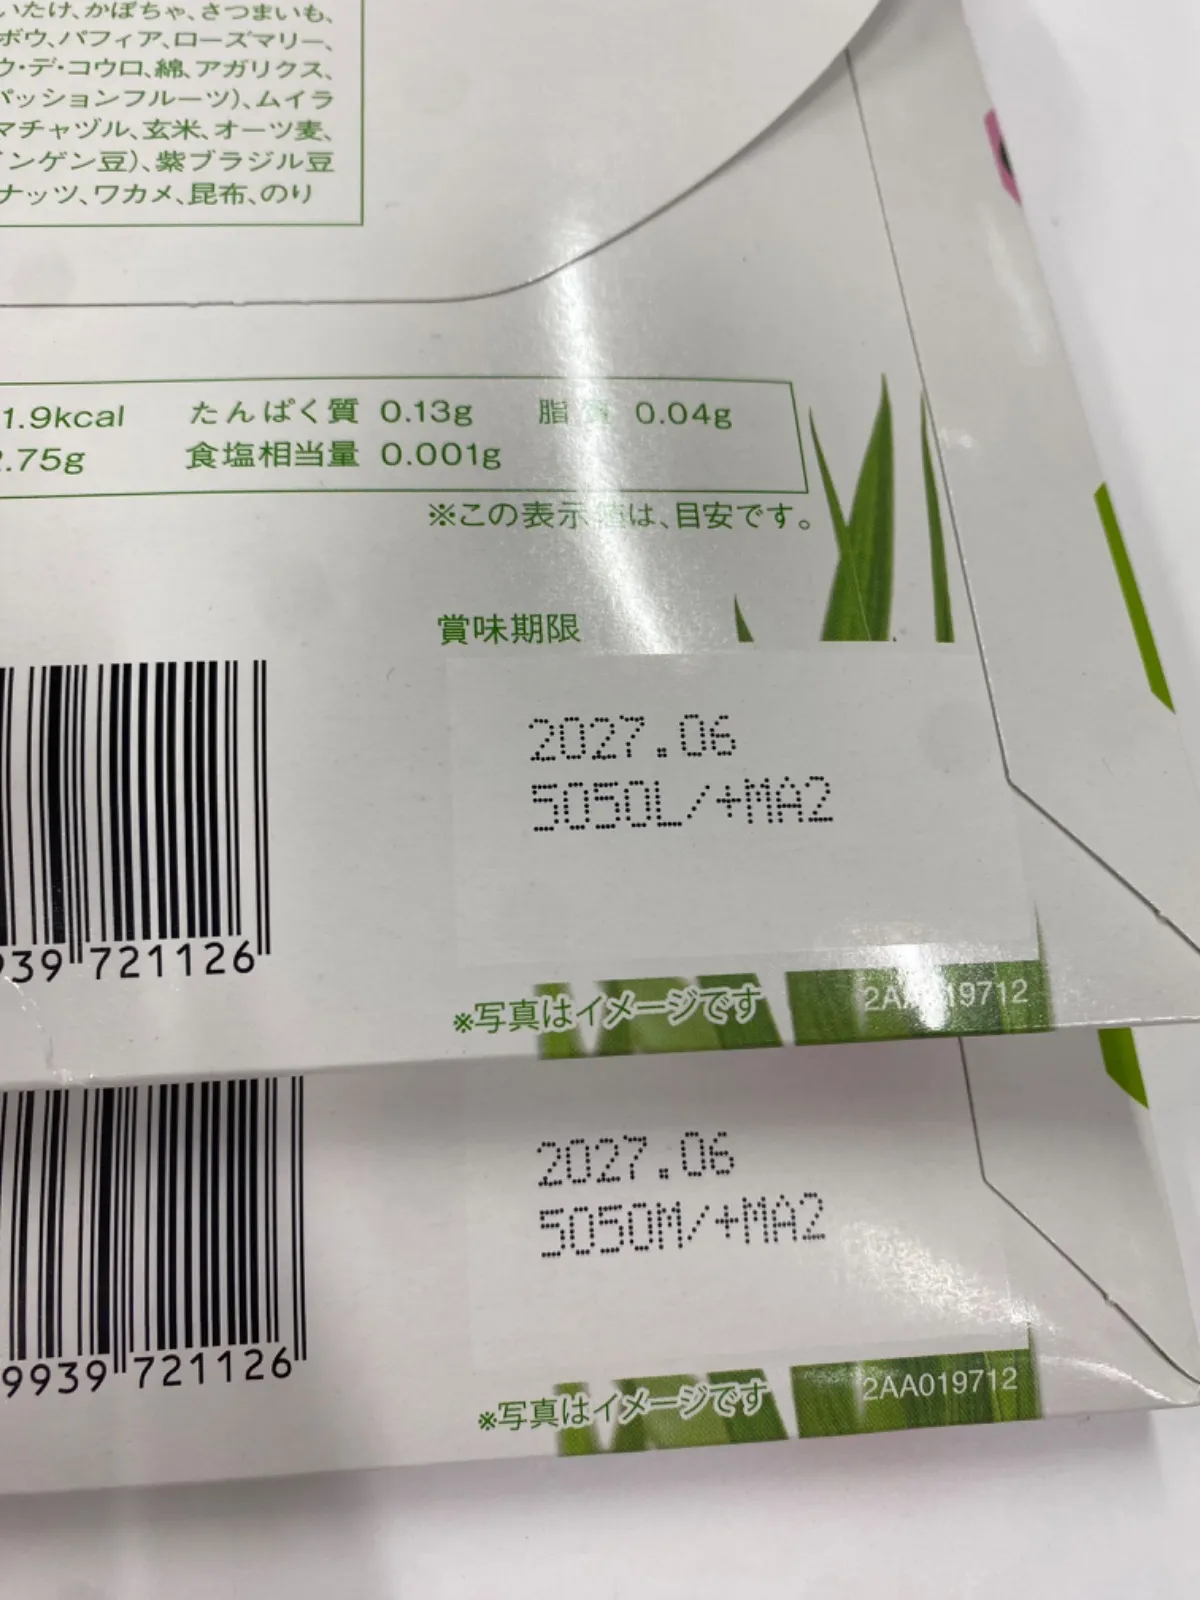 いたけ、かぼちゃ、さつまいも、
ボウ、パフィア、ローズマリー、
ウ・デ・コウロ、綿、アガリクス、
パッションフルーツ)、ムイラ
マチャヅル、玄米、オーツ麦、
ンゲン豆)、紫ブラジル豆
ナッツ、ワカメ、昆布、のり
1.9kcal たんぱく質 0.13g 脂質 0.04g
.75g 食塩相当量 0.001g
※この表示値は、目安です。
賞味期限
2027.06
5050L/+MA2
939 721126
※写真はイメージです
2AA019712
2027.06
5050M/+MA2
9939 721126
※写真はイメージです
2AA019712